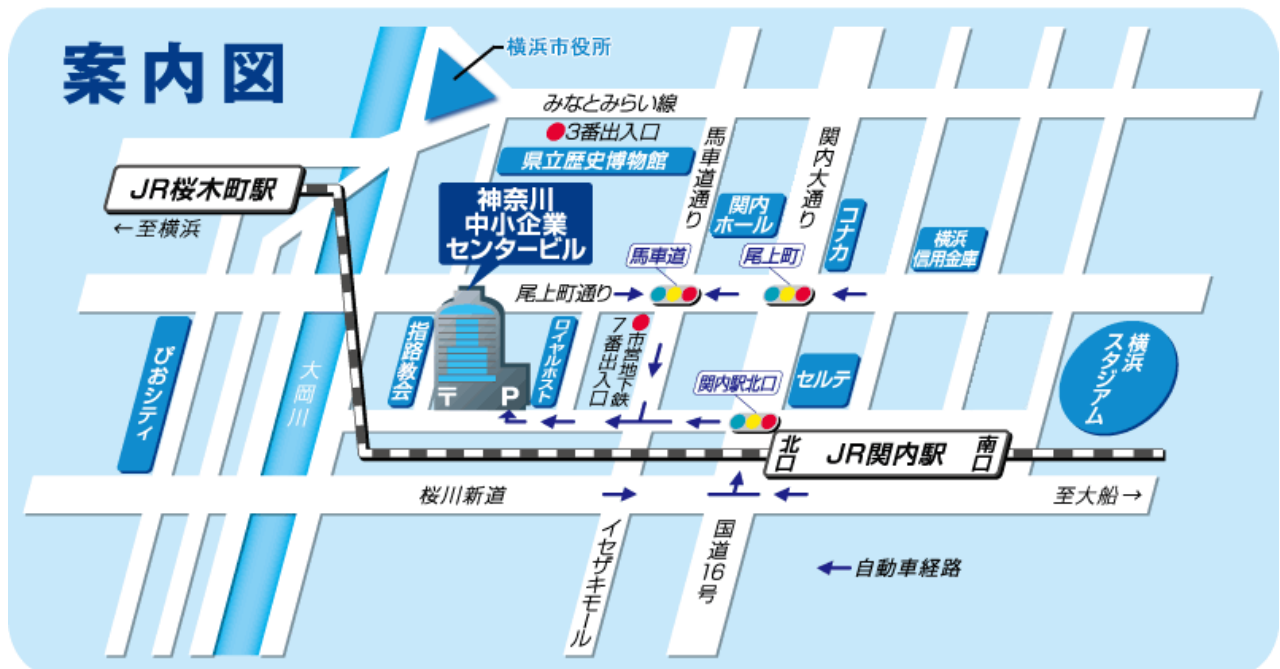 案内図
横浜市役所
みなとみらい線
3番出入口
県立歴史博物館
馬車道通り
関内大通り
JR桜木町駅
←至横浜
神奈川
中小企業
センタービル
関内
ホール
コナカ
横浜
信用金庫
馬車道
尾上町
尾上町通り
ぴおシティ
大岡川
指路教会
〒
P
ロイヤルホスト
市営地下鉄
7番出入口
関内駅北口
セルテ
横浜
スタジアム
北口
JR関内駅
南口
桜川新道
至大船→
イセザキモール
国道16号
←自動車経路